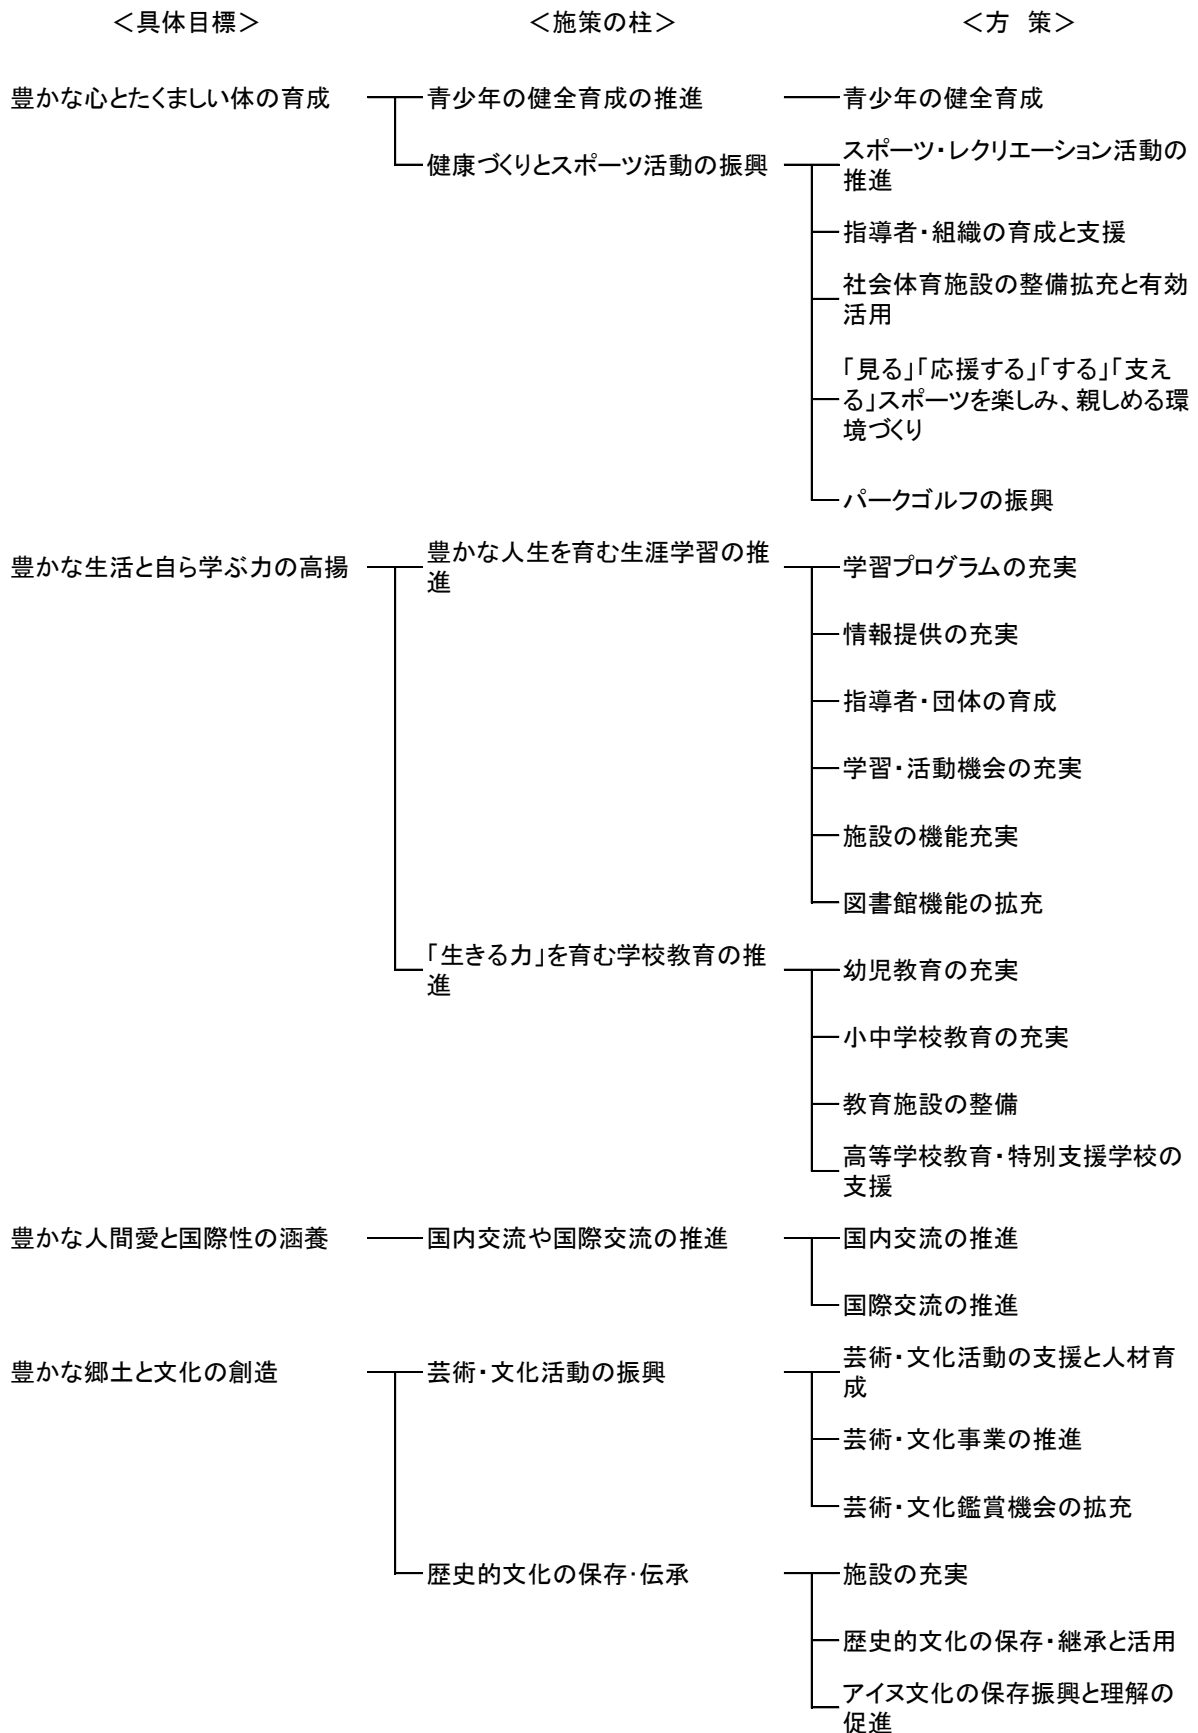 ＜具体目標＞　＜施策の柱＞　＜方　策＞
豊かな心とたくましい体の育成　青少年の健全育成の推進　青少年の健全育成
健康づくりとスポーツ活動の振興　スポーツ・レクリエーション活動の
推進
指導者・組織の育成と支援
社会体育施設の整備拡充と有効
活用
「見る」「応援する」「する」「支え
る」スポーツを楽しみ、親しめる環
境づくり
パークゴルフの振興
豊かな生活と自ら学ぶ力の高揚　豊かな人生を育む生涯学習の推
進　学習プログラムの充実
情報提供の充実
指導者・団体の育成
学習・活動機会の充実
施設の機能充実
図書館機能の拡充
「生きる力」を育む学校教育の推
進　幼児教育の充実
小中学校教育の充実
教育施設の整備
高等学校教育・特別支援学校の
支援
豊かな人間愛と国際性の涵養　国内交流や国際交流の推進　国内交流の推進
国際交流の推進
豊かな郷土と文化の創造　芸術・文化活動の振興　芸術・文化活動の支援と人材育
成
芸術・文化事業の推進
芸術・文化鑑賞機会の拡充
歴史的文化の保存・伝承　施設の充実
歴史的文化の保存・継承と活用
アイヌ文化の保存振興と理解の
促進